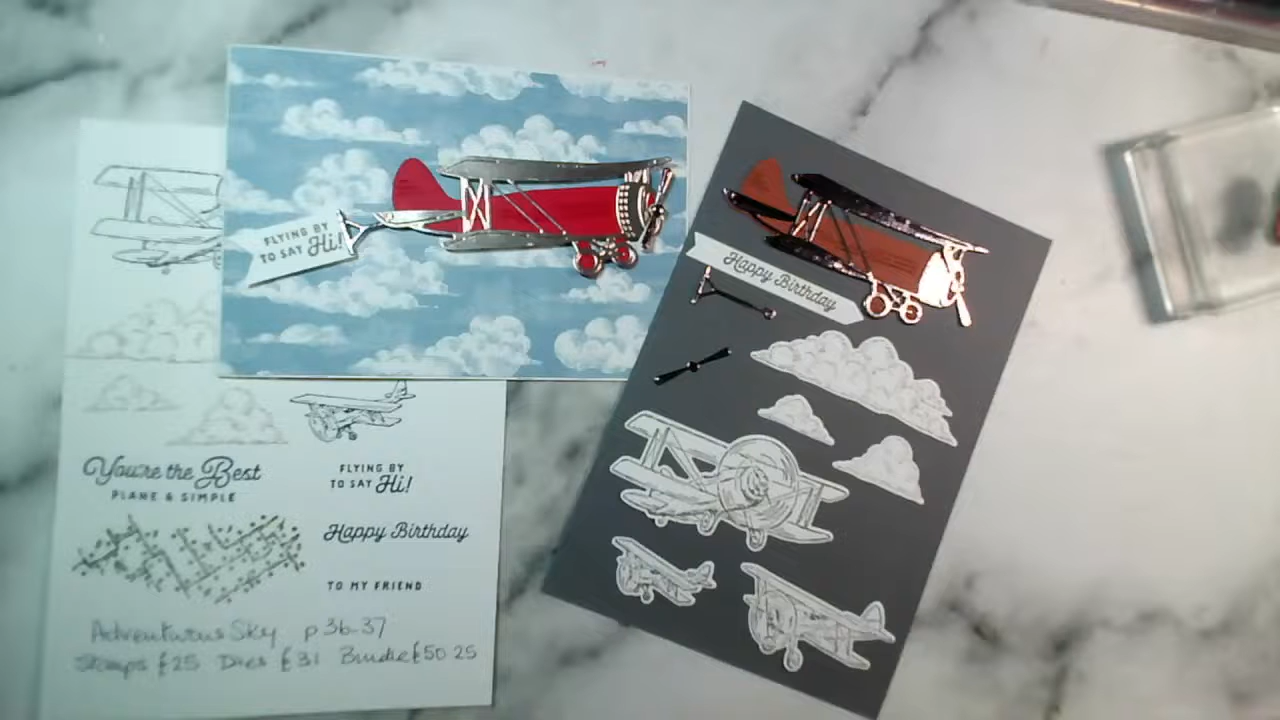 FLYING BY
TO SAY Hi!
Happy Birthday
You're the Best
PLANE & SIMPLE
FLYING BY
TO SAY Hi!
Happy Birthday
TO MY FRIEND
Adventurous Sky p36-37
Stamps £25 Dies £31 Bundle £50 25